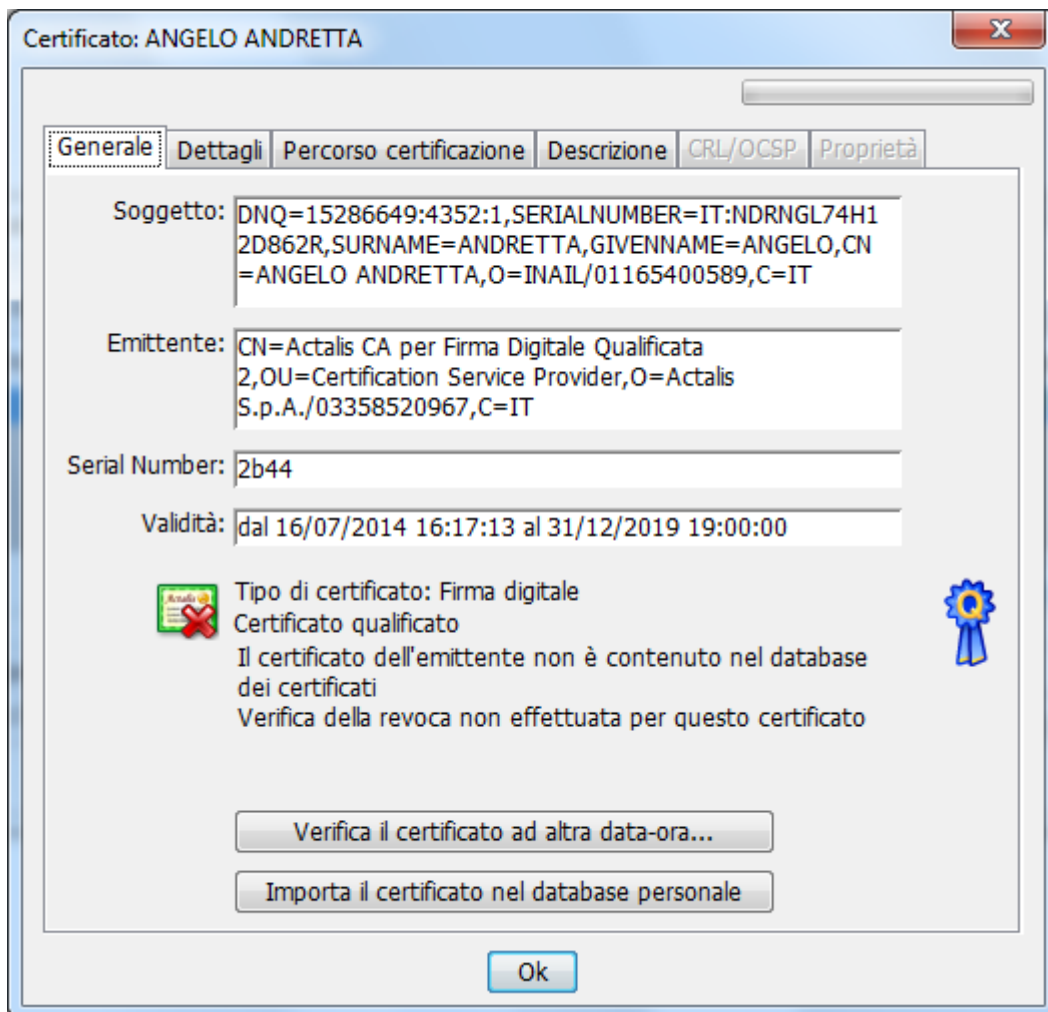 Certificato: ANGELO ANDRETTA
Generale Dettagli Percorso certificazione Descrizione CRL/OCSP Proprietà
Soggetto: DNQ=15286649:4352:1,SERIALNUMBER=IT:NDRNGL74H1
2D862R,SURNAME=ANDRETTA,GIVENNAME=ANGELO,CN
=ANGELO ANDRETTA,O=INAIL/01165400589,C=IT
Emittente: CN=Actalis CA per Firma Digitale Qualificata
2,OU=Certification Service Provider,O=Actalis
S.p.A./03358520967,C=IT
Serial Number: 2b44
Validità: dal 16/07/2014 16:17:13 al 31/12/2019 19:00:00
Tipo di certificato: Firma digitale
Certificato qualificato
Il certificato dell'emittente non è contenuto nel database
dei certificati
Verifica della revoca non effettuata per questo certificato
Actalis
Q
Verifica il certificato ad altra data-ora...
Importa il certificato nel database personale
Ok